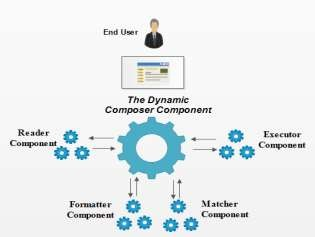 End User
The Dynamic
Composer Component
Reader
Component
Executor
Component
Formatter
Component
Matcher
Component